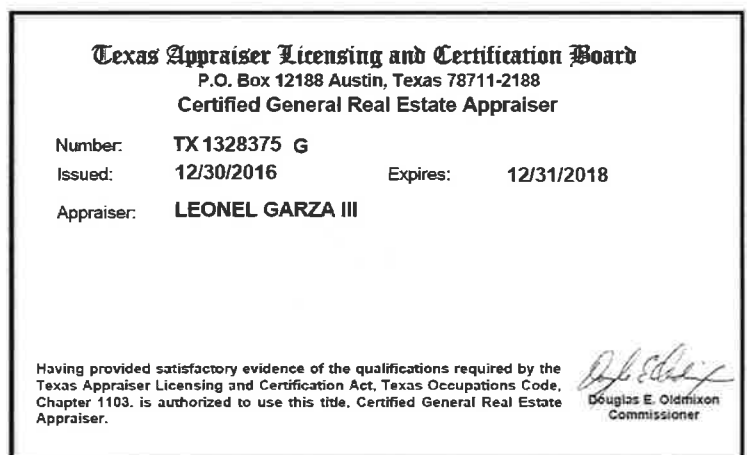 Texas Appraiser Licensing and Certification Board
P.O. Box 12188 Austin, Texas 78711-2188
Certified General Real Estate Appraiser
Number: TX 1328375 G
Issued: 12/30/2016 Expires: 12/31/2018
Appraiser: LEONEL GARZA III
Having provided satisfactory evidence of the qualifications required by the
Texas Appraiser Licensing and Certification Act, Texas Occupations Code,
Chapter 1103. is authorized to use this title, Certified General Real Estate
Appraiser.
Douglas E. Oldmixon
Commissioner